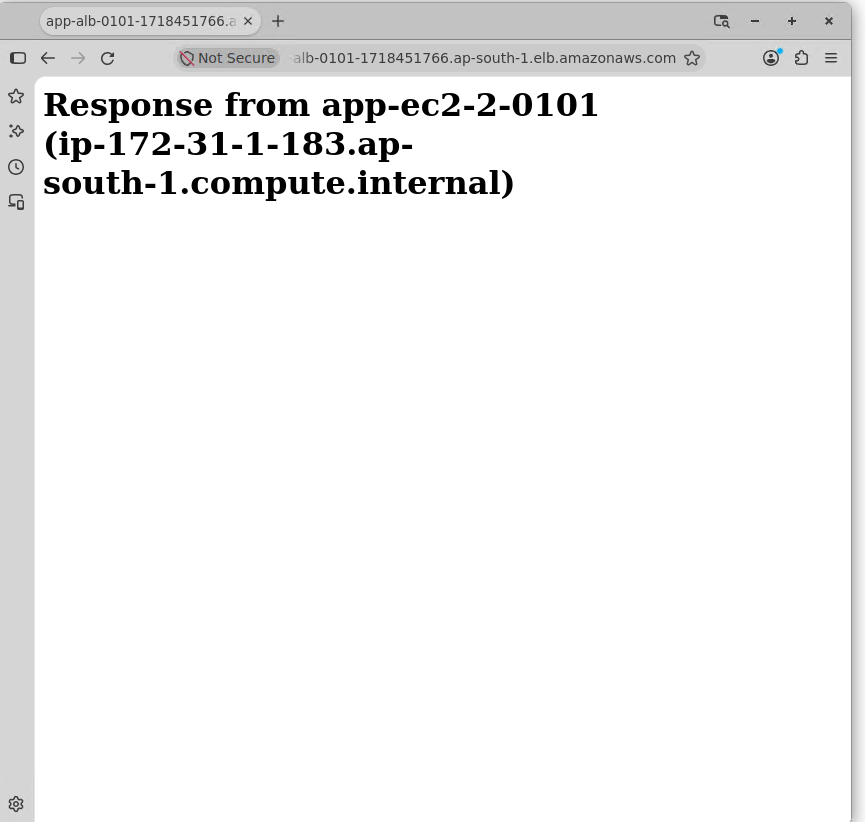 app-alb-0101-1718451766.a
Not Secure
-alb-0101-1718451766.ap-south-1.elb.amazonaws.com
Response from app-ec2-2-0101
(ip-172-31-1-183.ap-
south-1.compute.internal)